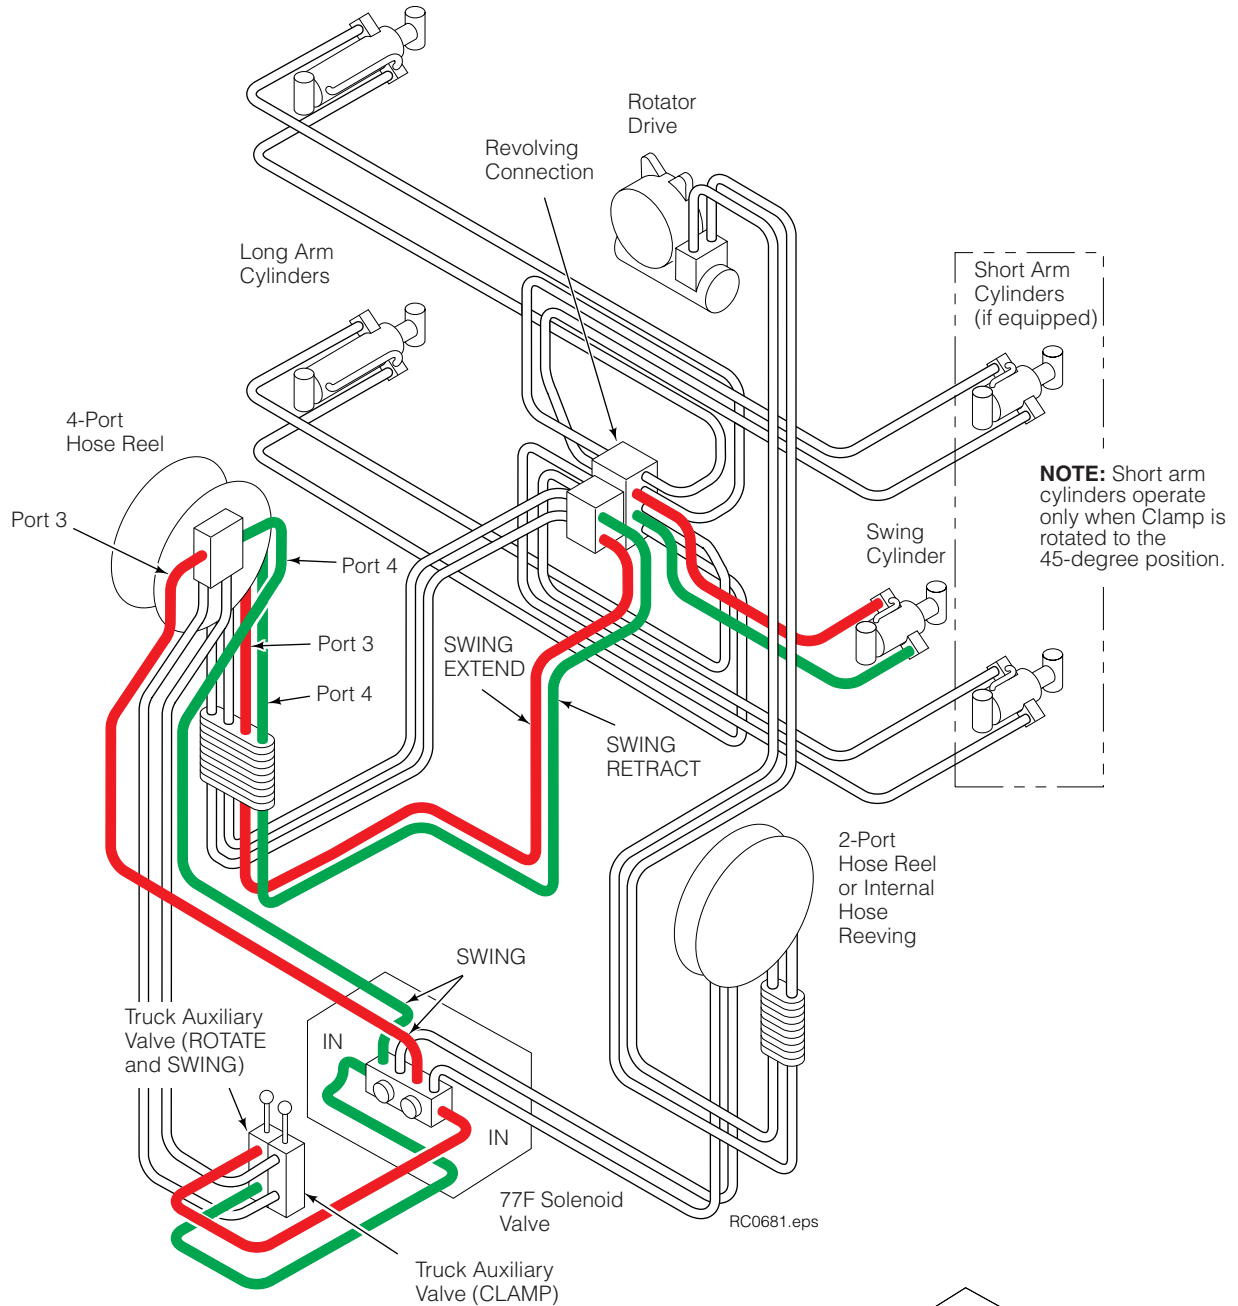 Rotator
Drive
Revolving
Connection
Long Arm
Cylinders
Short Arm
Cylinders
(if equipped)
4-Port
Hose Reel
NOTE: Short arm
cylinders operate
only when Clamp is
rotated to the
45-degree position.
Port 3
Swing
Cylinder
Port 4
Port 3
SWING
EXTEND
Port 4
SWING
RETRACT
2-Port
Hose Reel
or Internal
Hose
Reeving
SWING
Truck Auxiliary
Valve (ROTATE
and SWING)
IN
IN
77F Solenoid
Valve
RC0681.eps
Truck Auxiliary
Valve (CLAMP)